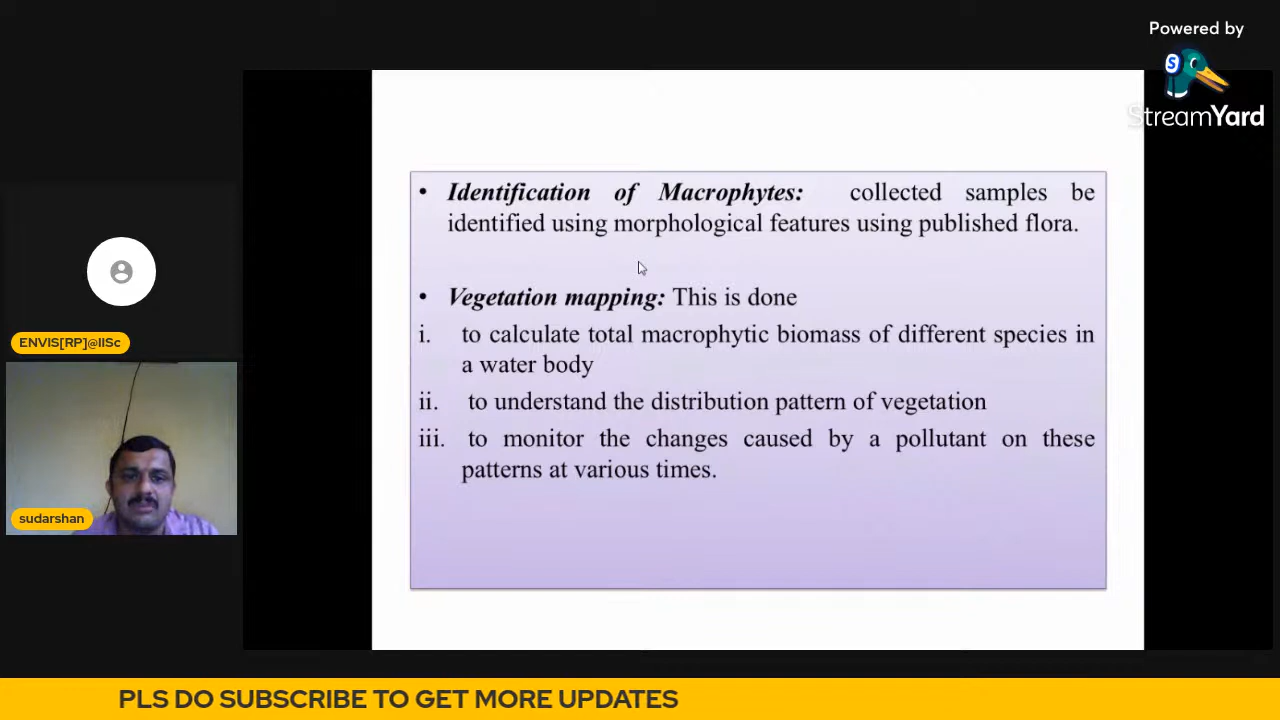 Powered by
StreamYard
• Identification of Macrophytes: collected samples be
identified using morphological features using published flora.
• Vegetation mapping: This is done
i. to calculate total macrophytic biomass of different species in
a water body
ii. to understand the distribution pattern of vegetation
iii. to monitor the changes caused by a pollutant on these
patterns at various times.
ENVIS[RP]@IISc
sudarshan
PLS DO SUBSCRIBE TO GET MORE UPDATES